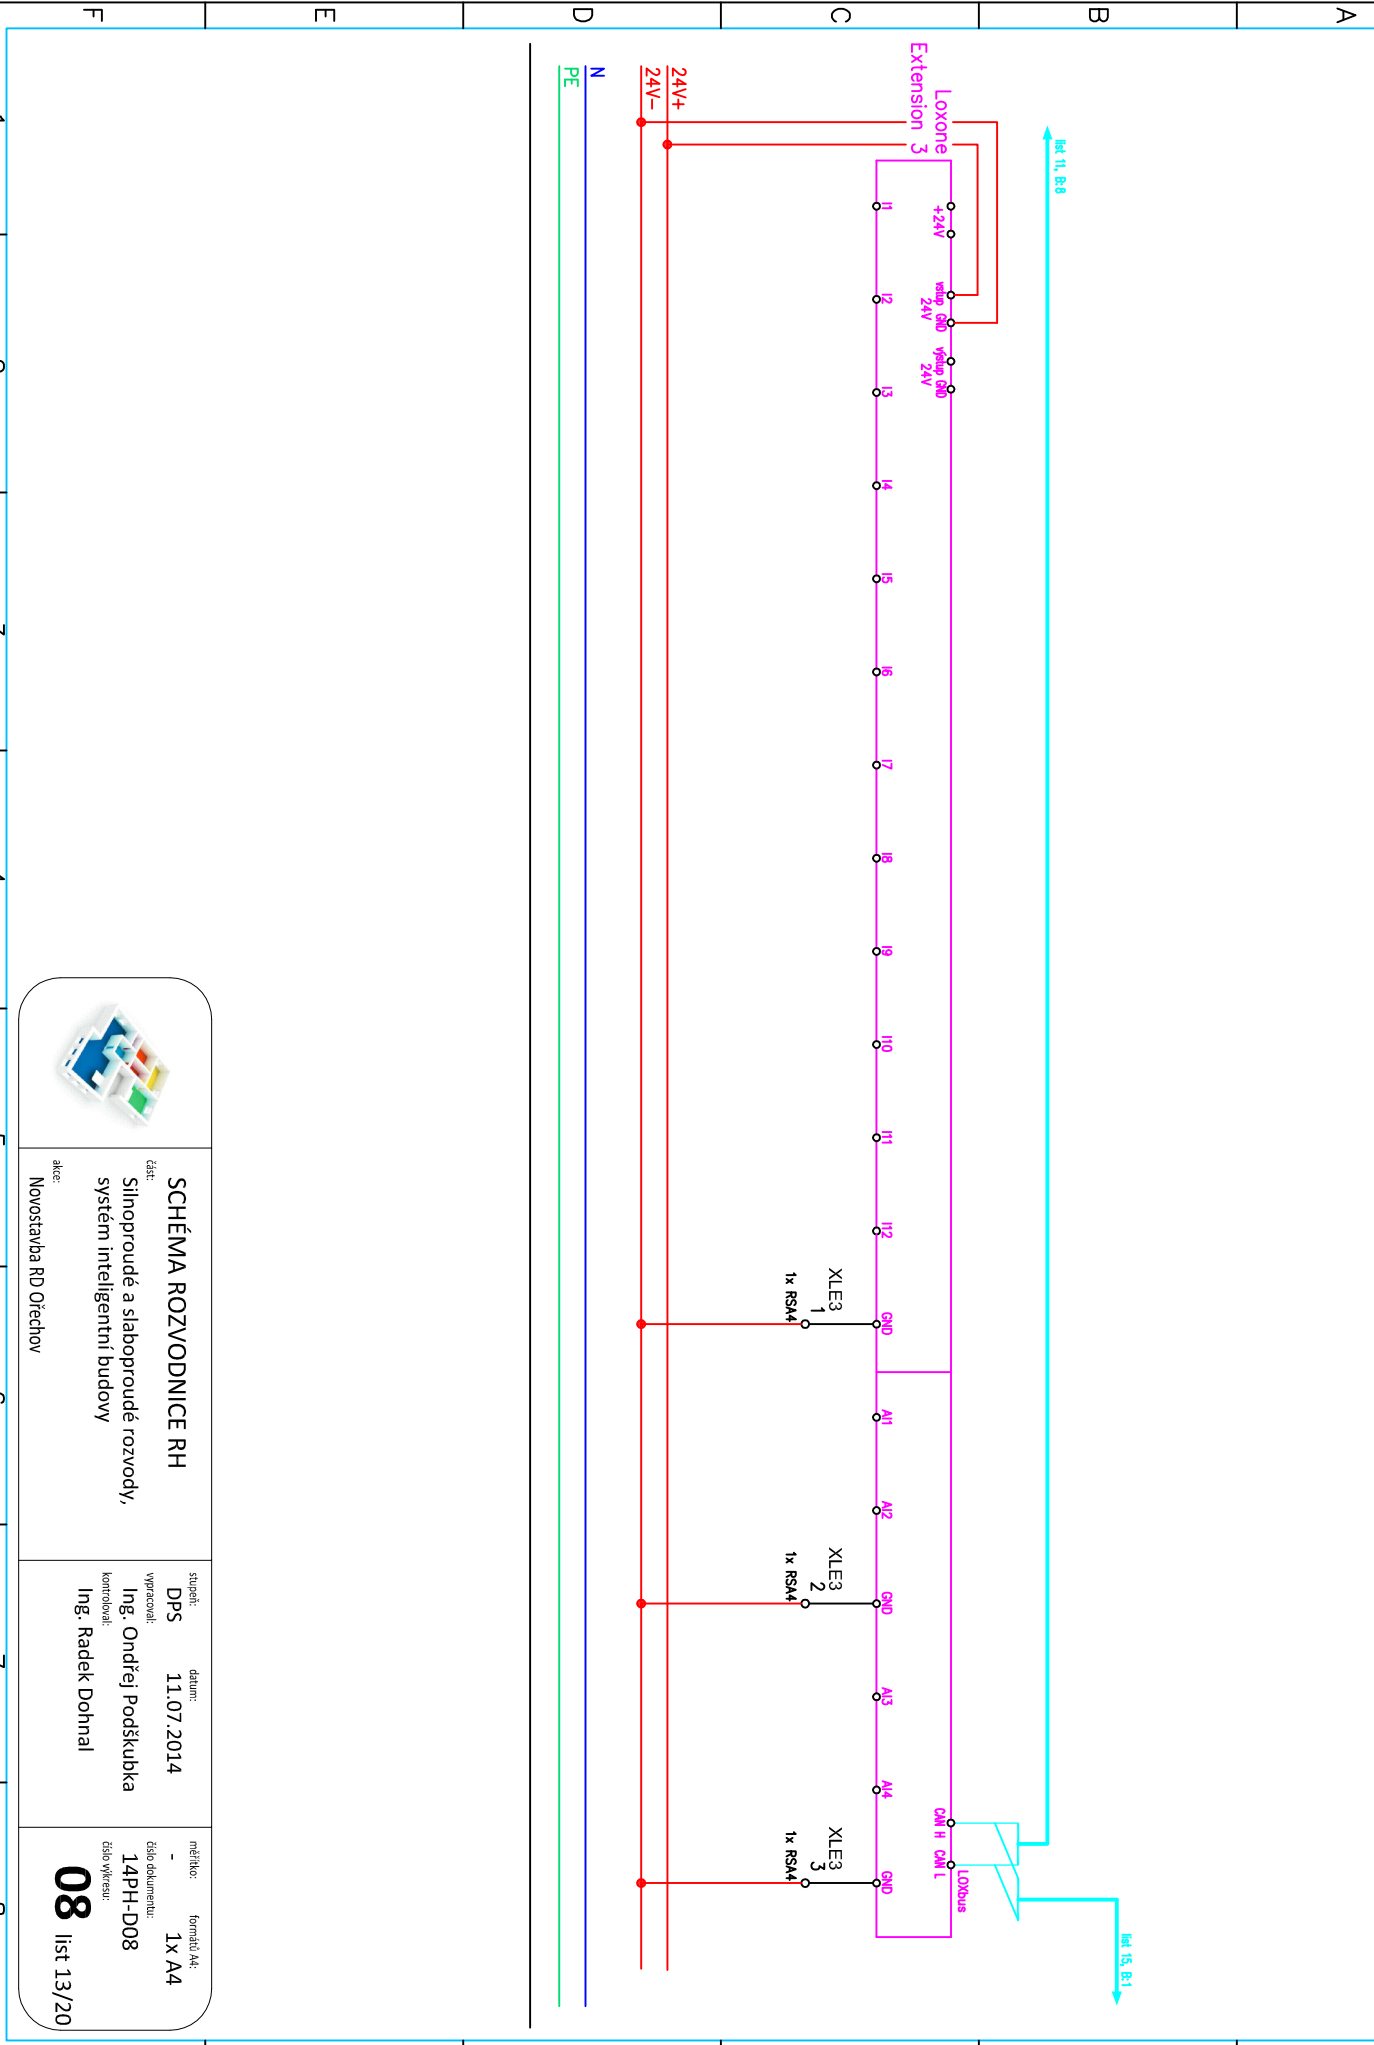 A
B
C
D
E
F
list 11, B:8
list 15, B:1
Loxone
Extension 3
+24V
vstup GND
24V
výstup GND
24V
CAN H
CAN L
LOXbus
I1
I2
I3
I4
I5
I6
I7
I8
I9
I10
I11
I12
GND
AI1
AI2
GND
AI3
AI4
GND
XLE3
1
1x RSA4
XLE3
2
1x RSA4
XLE3
3
1x RSA4
24V+
24V-
N
PE
SCHÉMA ROZVODNICE RH
část:
Silnoproudé a slaboproudé rozvody,
systém inteligentní budovy
akce:
Novostavba RD Ořechov
stupeň:
DPS
datum:
11.07.2014
vypracoval:
Ing. Ondřej Podškubka
kontroloval:
Ing. Radek Dohnal
měřítko:
-
formátů A4:
1x A4
číslo dokumentu:
14PH-D08
číslo výkresu:
08 list 13/20